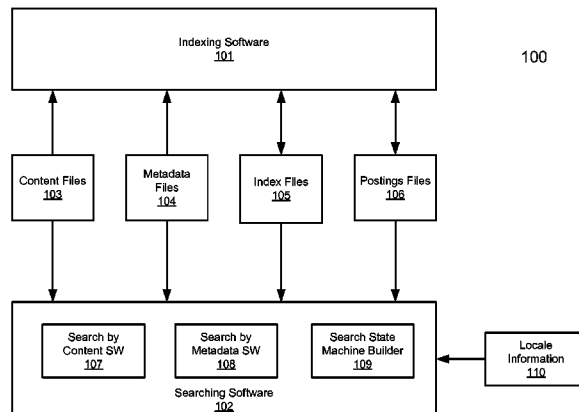 Indexing Software
101
100
Content Files
103
Metadata
Files
104
Index Files
105
Postings Files
106
Search by
Content SW
107
Search by
Metadata SW
108
Search State
Machine Builder
109
Searching Software
102
Locale
Information
110